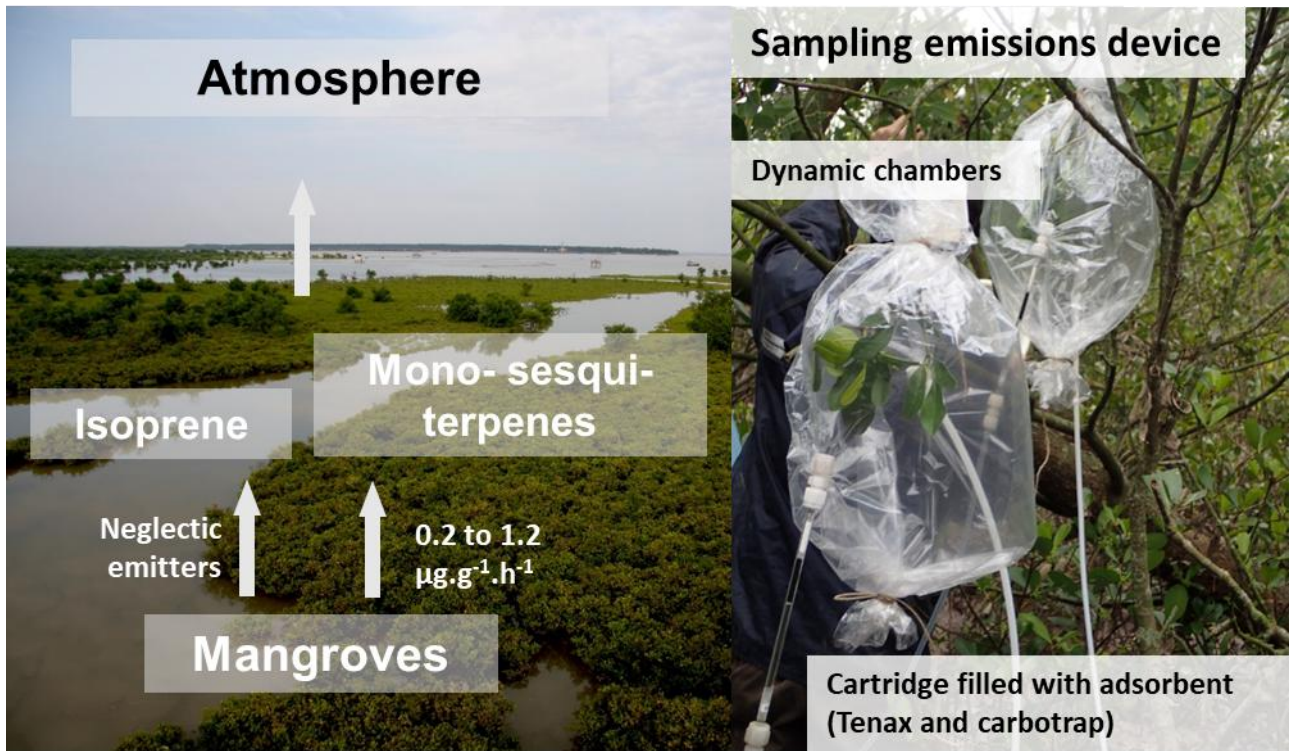 Atmosphere
Mono- sesqui-
terpenes
Isoprene
Neglectic
emitters
0.2 to 1.2
µg.g⁻¹.h⁻¹
Mangroves
Sampling emissions device
Dynamic chambers
Cartridge filled with adsorbent
(Tenax and carbotrap)